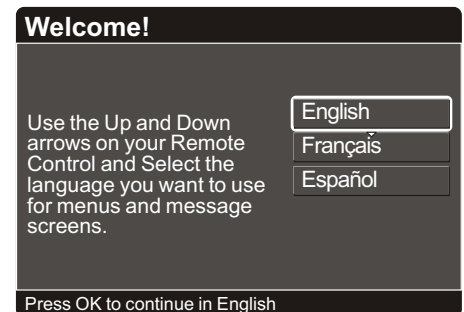 Welcome!
Use the Up and Down
arrows on your Remote
Control and Select the
language you want to use
for menus and message
screens.
English
Français
Español
Press OK to continue in English